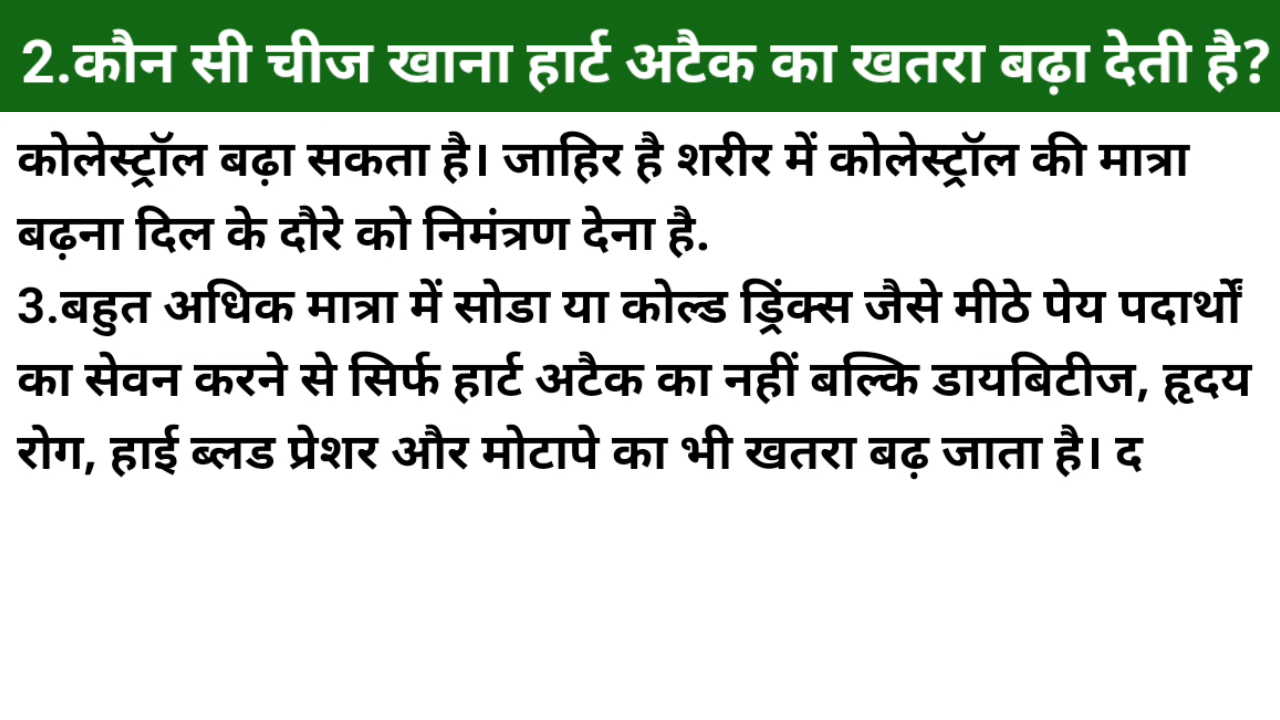 2.कौन सी चीज खाना हार्ट अटैक का खतरा बढ़ा देती है?
कोलेस्ट्रॉल बढ़ा सकता है। जाहिर है शरीर में कोलेस्ट्रॉल की मात्रा
बढ़ना दिल के दौरे को निमंत्रण देना है.
3.बहुत अधिक मात्रा में सोडा या कोल्ड ड्रिंक्स जैसे मीठे पेय पदार्थों
का सेवन करने से सिर्फ हार्ट अटैक का नहीं बल्कि डायबिटीज, हृदय
रोग, हाई ब्लड प्रेशर और मोटापे का भी खतरा बढ़ जाता है। द